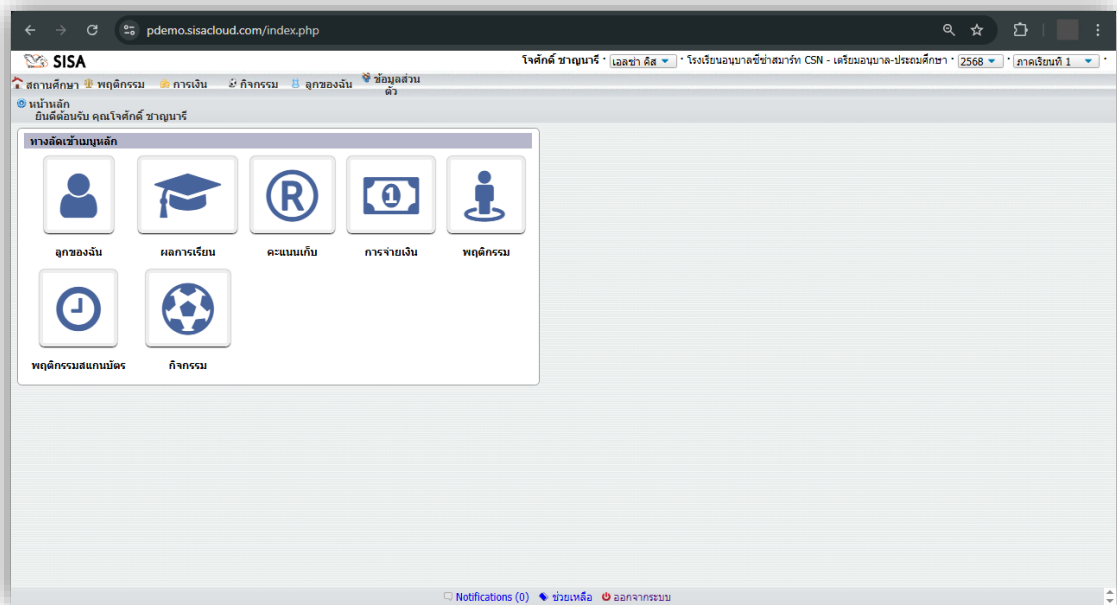 pdemo.sisacloud.com/index.php
SISA
โจศักดิ์ ชาญนารี · เอลซ่า คิส · โรงเรียนอนุบาลซีซ่าสมาร์ท CSN - เตรียมอนุบาล-ประถมศึกษา · 2568 · ภาคเรียนที่ 1 ·
สถานศึกษา พฤติกรรม การเงิน กิจกรรม ลูกของฉัน ข้อมูลส่วนตัว
หน้าหลัก
ยินดีต้อนรับ คุณโจศักดิ์ ชาญนารี
ทางลัดเข้าเมนูหลัก
R 1
ลูกของฉัน ผลการเรียน คะแนนเก็บ การจ่ายเงิน พฤติกรรม
พฤติกรรมสแกนบัตร กิจกรรม
Notifications (0) ช่วยเหลือ ออกจากระบบ